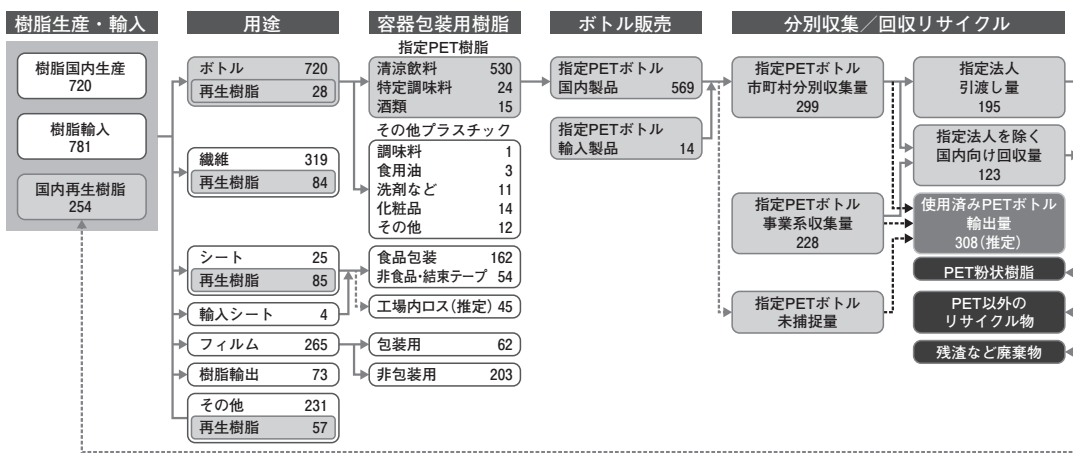 樹脂生産・輸入
樹脂国内生産
720
樹脂輸入
781
国内再生樹脂
254
用途
ボトル 720
再生樹脂 28
繊維 319
再生樹脂 84
シート 25
再生樹脂 85
輸入シート 4
フィルム 265
樹脂輸出 73
その他 231
再生樹脂 57
容器包装用樹脂
指定PET樹脂
清涼飲料 530
特定調味料 24
酒類 15
その他プラスチック
調味料 1
食用油 3
洗剤など 11
化粧品 14
その他 12
食品包装 162
非食品・結束テープ 54
工場内ロス(推定) 45
包装用 62
非包装用 203
ボトル販売
指定PETボトル
国内製品 569
指定PETボトル
輸入製品 14
分別収集／回収リサイクル
指定PETボトル
市町村分別収集量
299
指定PETボトル
事業系収集量
228
指定PETボトル
未捕捉量
指定法人
引渡し量
195
指定法人を除く
国内向け回収量
123
使用済みPETボトル
輸出量
308(推定)
PET粉状樹脂
PET以外の
リサイクル物
残渣など廃棄物